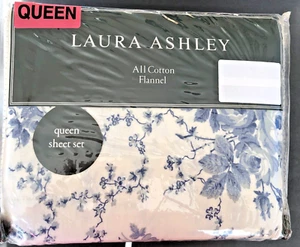 QUEEN
LAURA ASHLEY
All Cotton
Flannel
queen
sheet set